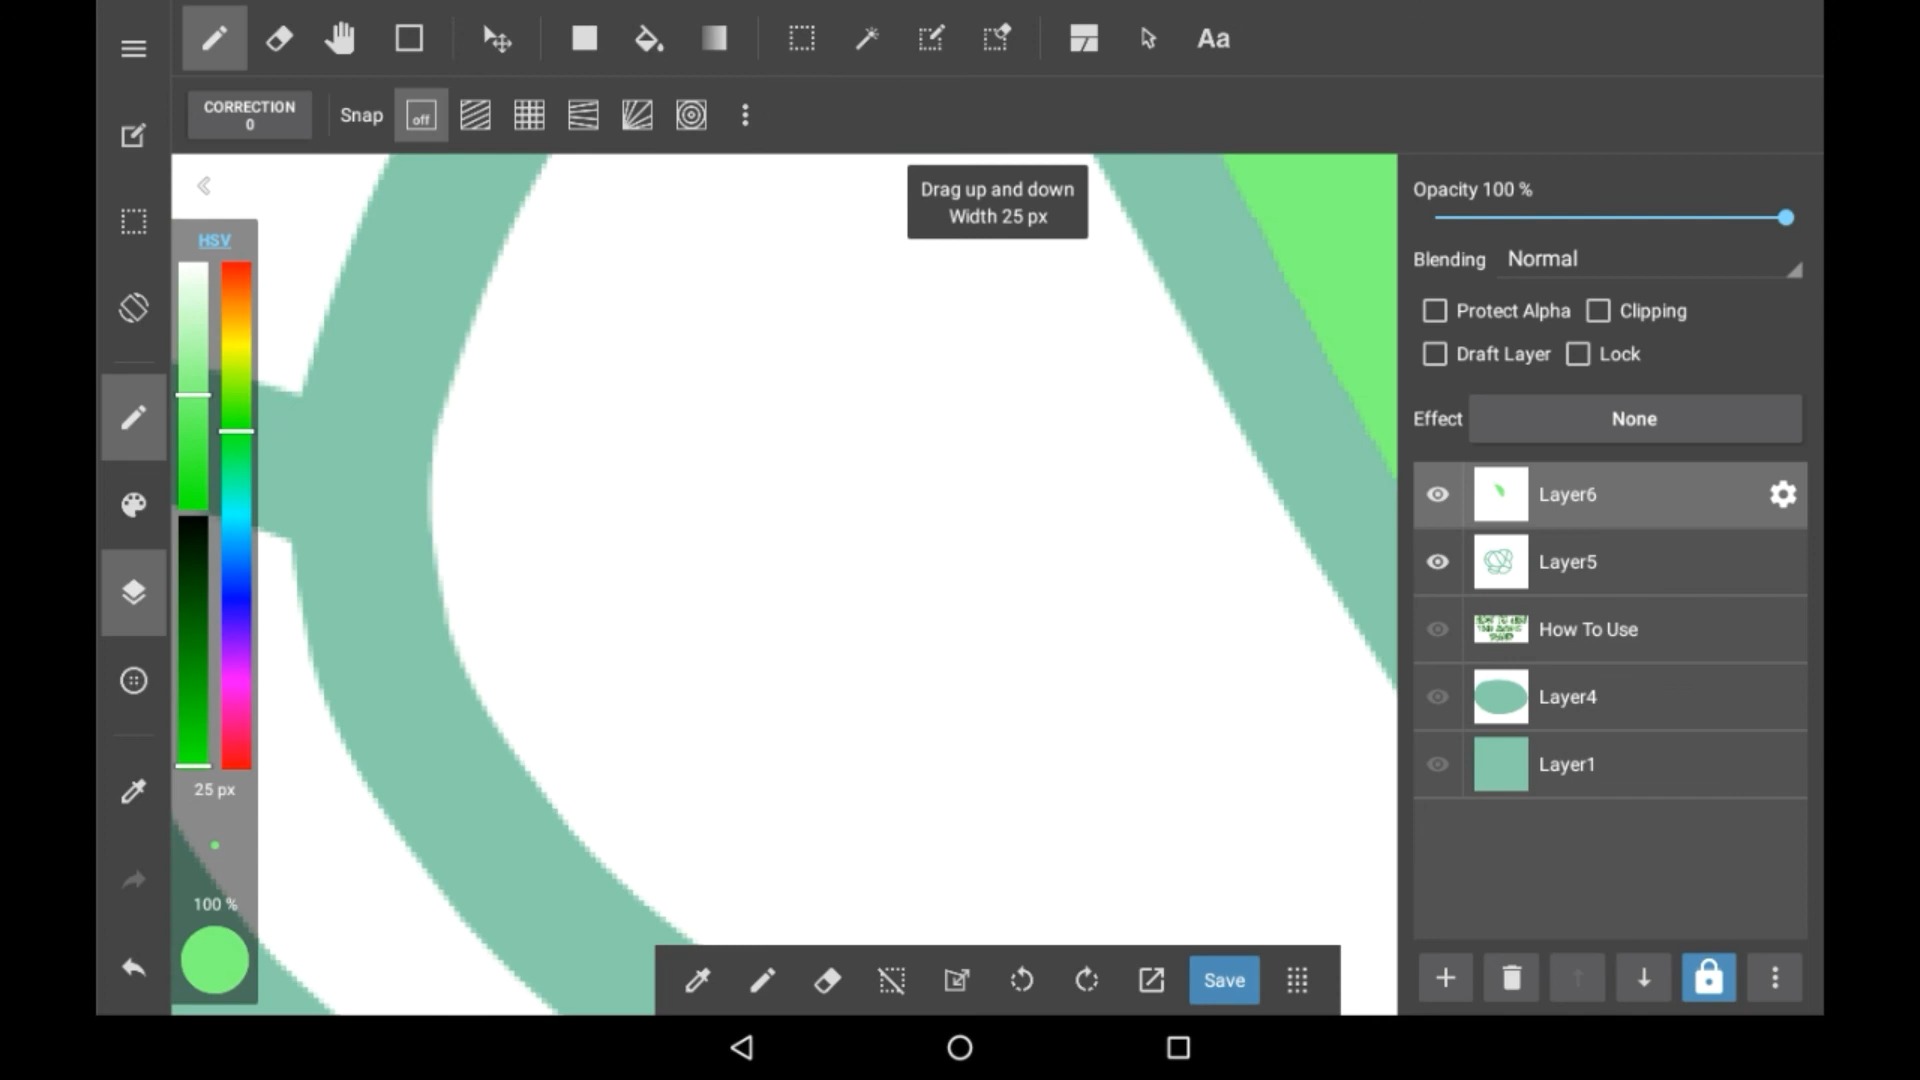 Aa
CORRECTION
0
Snap
off
HSV
Drag up and down
Width 25 px
25 px
100 %
Save
Opacity 100 %
Blending Normal
Protect Alpha Clipping
Draft Layer Lock
Effect None
Layer6
Layer5
How To Use
Layer4
Layer1